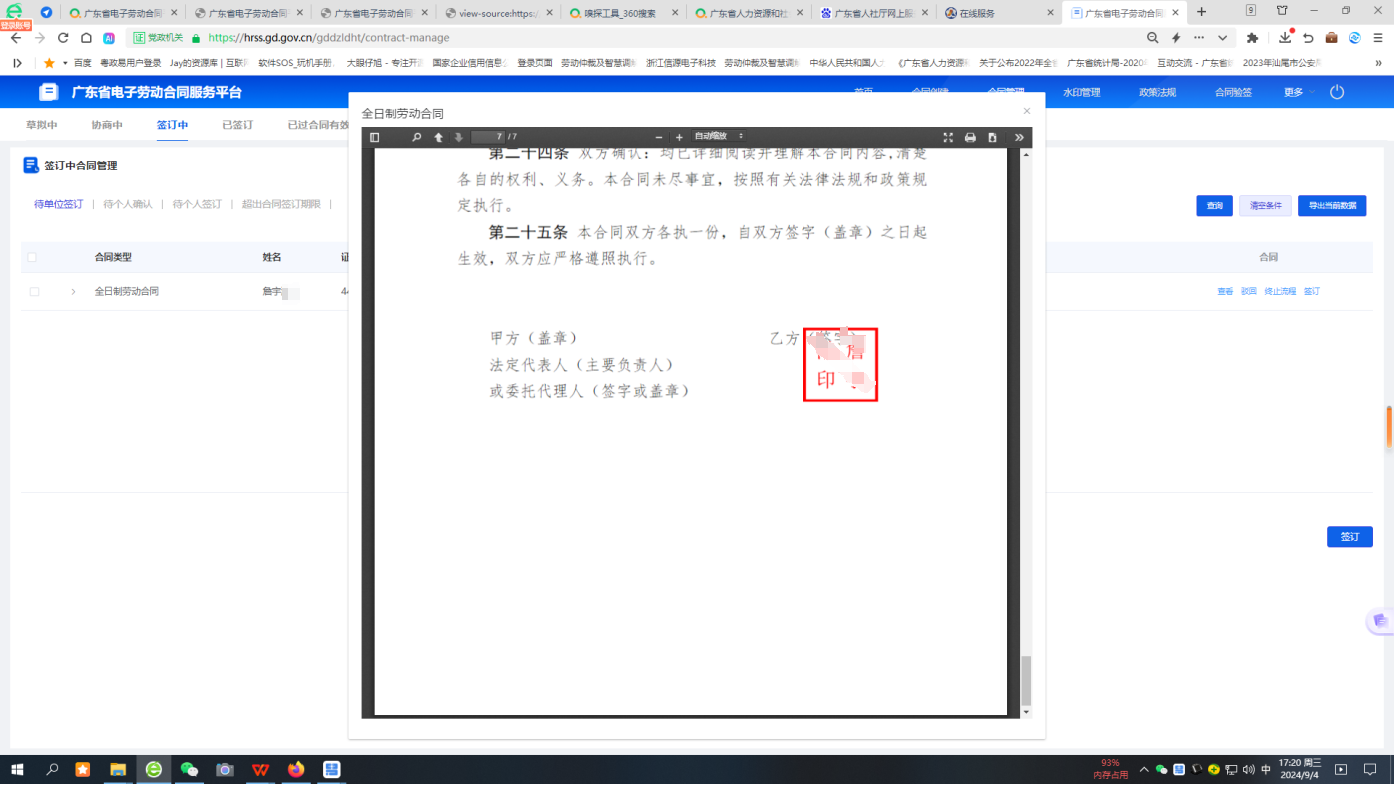 登录账号
广东省电子劳动合同
广东省电子劳动合同
广东省电子劳动合同
view-source:https:/
嗅探工具_360搜索
广东省人力资源和社
广东省人社厅网上服
在线服务
广东省电子劳动合同
9
AI
证 党政机关
https://hrss.gd.gov.cn/gddzldht/contract-manage
百度
粤政易用户登录
Jay的资源库 | 互联
软件SOS_玩机手册
大眼仔旭 - 专注开
国家企业信用信息
登录页面
劳动仲裁及智慧调
浙江信源电子科技
劳动仲裁及智慧调
中华人民共和国人
《广东省人力资源
关于公布2022年全
广东省统计局-2020
互动交流 - 广东省
2023年汕尾市公安
广东省电子劳动合同服务平台
水印管理
政策法规
合同验签
更多
草拟中
协商中
签订中
已签订
已过合同有效
签订中合同管理
待单位签订 | 待个人确认 | 待个人签订 | 超出合同签订期限 |
查询
清空条件
导出当前数据
合同类型
姓名
证
合同
全日制劳动合同
詹宇
44
查看 驳回 终止流程 签订
签订
全日制劳动合同
7 / 7
自动缩放
第二十四条 双方确认：均已详细阅读并理解本合同内容,清楚
各自的权利、义务。本合同未尽事宜，按照有关法律法规和政策规
定执行。
第二十五条 本合同双方各执一份，自双方签字（盖章）之日起
生效，双方应严格遵照执行。
甲方（盖章）
乙方（签字）
法定代表人（主要负责人）
或委托代理人（签字或盖章）
印
93%
内存占用
中
17:20 周三
2024/9/4